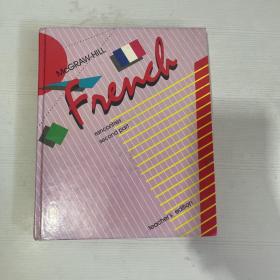 McGRAW-HILL
French
rencontres
second part
teacher's edition